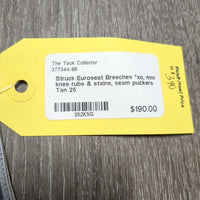 The Tack Collector
377344-98
Struck Euroseat Breeches *xc, mnr
knee rubs & stains, seam puckers
Tan 26
$190.00
352K5G